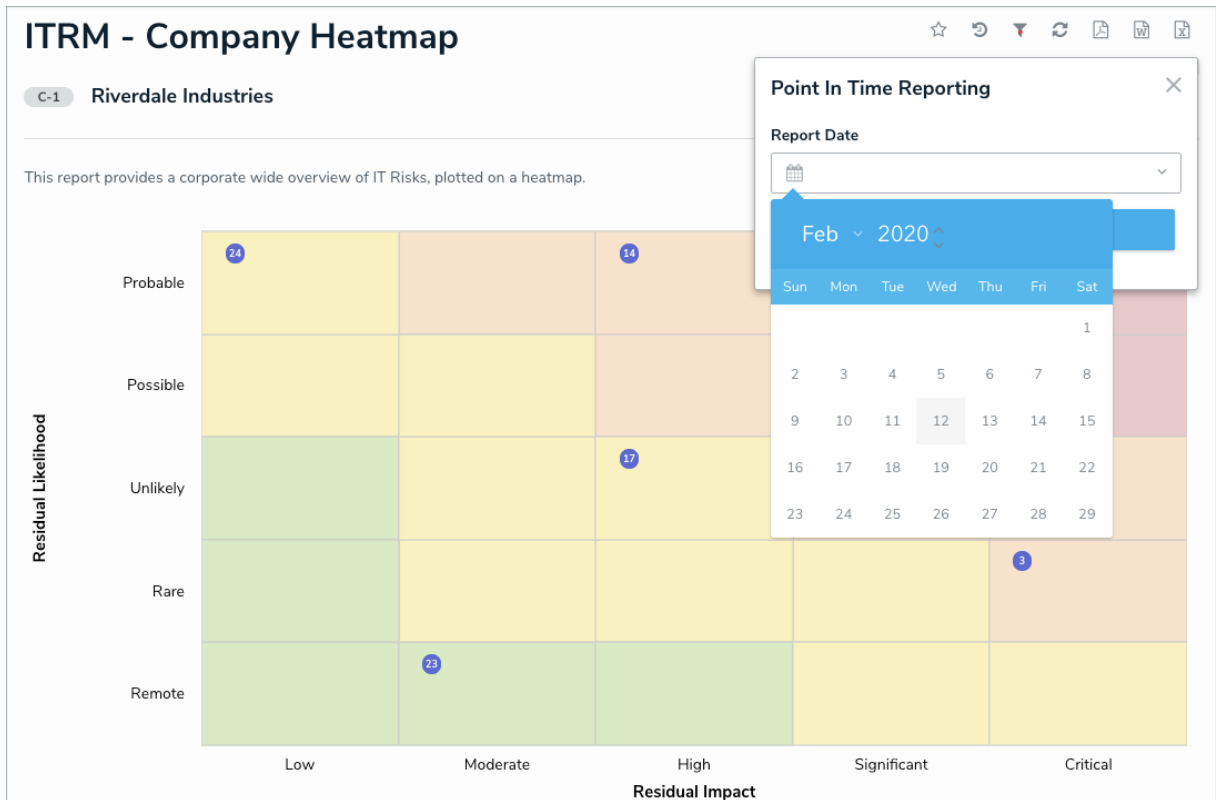 ITRM - Company Heatmap
C-1 Riverdale Industries
This report provides a corporate wide overview of IT Risks, plotted on a heatmap.
Point In Time Reporting
Report Date
Feb 2020
Sun Mon Tue Wed Thu Fri Sat
1
2 3 4 5 6 7 8
9 10 11 12 13 14 15
16 17 18 19 20 21 22
23 24 25 26 27 28 29
Residual Likelihood
Probable
24
14
Possible
Unlikely
17
Rare
3
Remote
23
Low Moderate High Significant Critical
Residual Impact